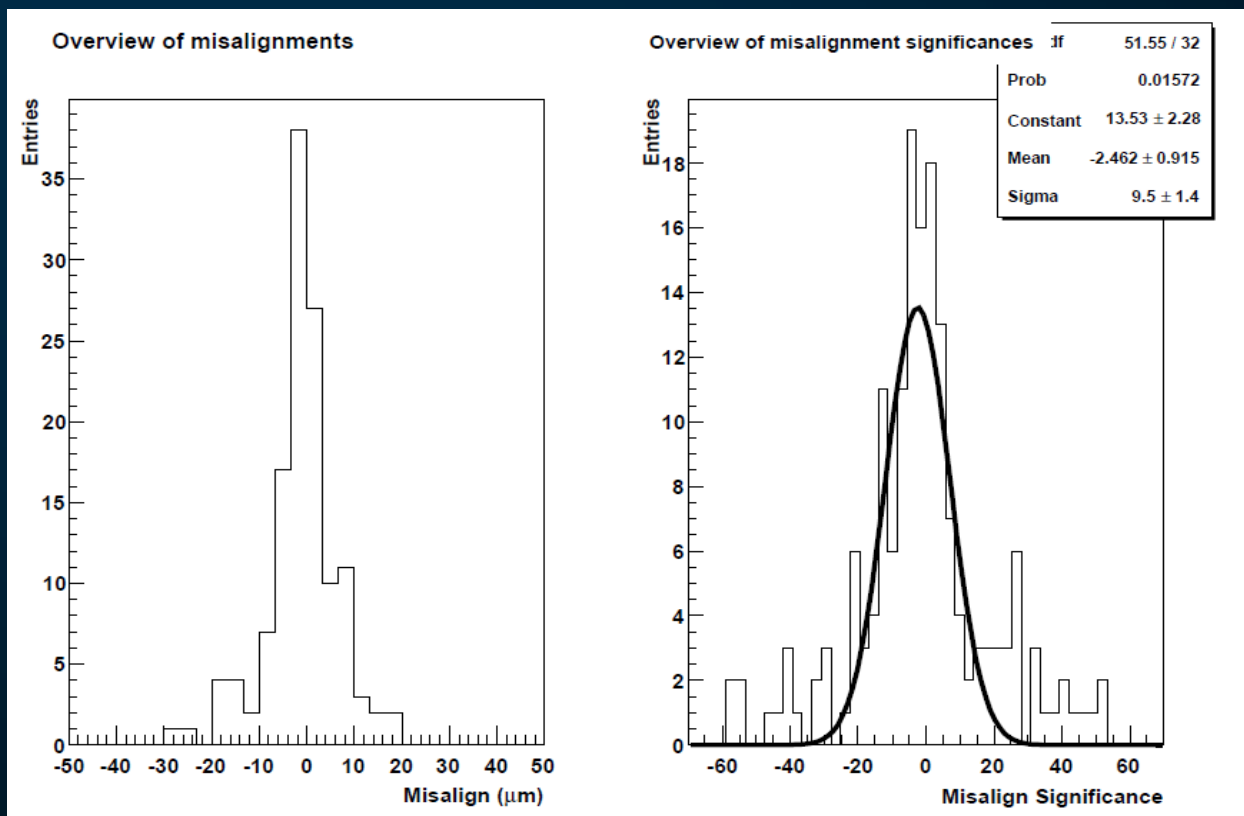 Overview of misalignments
Entries
35
30
25
20
15
10
5
0
-50 -40 -30 -20 -10 0 10 20 30 40 50
Misalign (μm)
Overview of misalignment significances
51.55 / 32
Prob 0.01572
Constant 13.53 ± 2.28
Mean -2.462 ± 0.915
Sigma 9.5 ± 1.4
Entries
18
16
14
12
10
8
6
4
2
0
-60 -40 -20 0 20 40 60
Misalign Significance